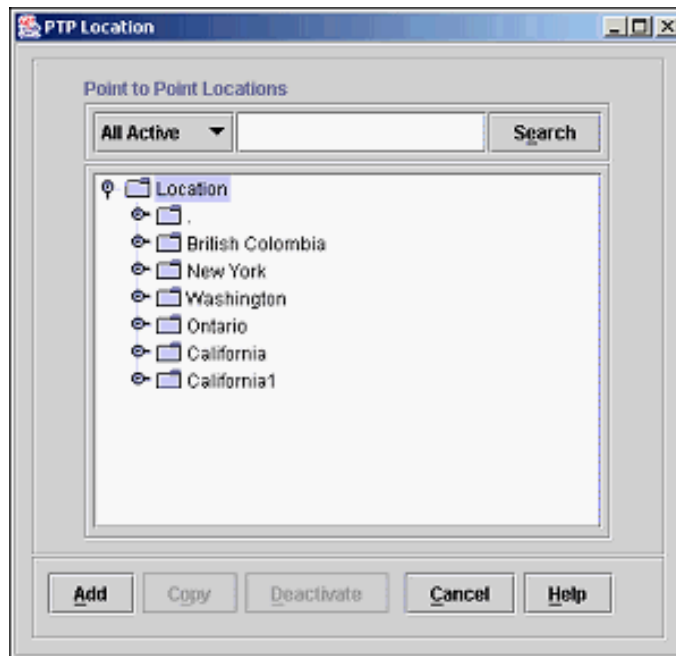 PTP Location
Point to Point Locations
All Active Search
Location
.
Brilish Colombia
New York
Washington
Ontario
California
California1
Add Copy Deactivate Cancel Help